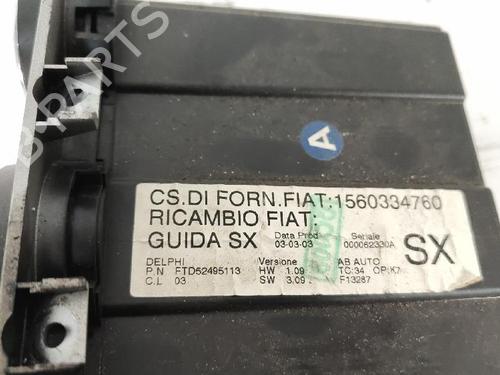 B-PARTS
A
CS.DI FORN.FIAT:1560334760
RICAMBIO FIAT:
GUIDA SX Data Prod 03-03-03 Seriale 000062330A SX
DELPHI Versione AB AUTO
P.N FTD52495113 HW 1.09 TC:34 OP:K7
C.L 03 SW 3.09 F13287